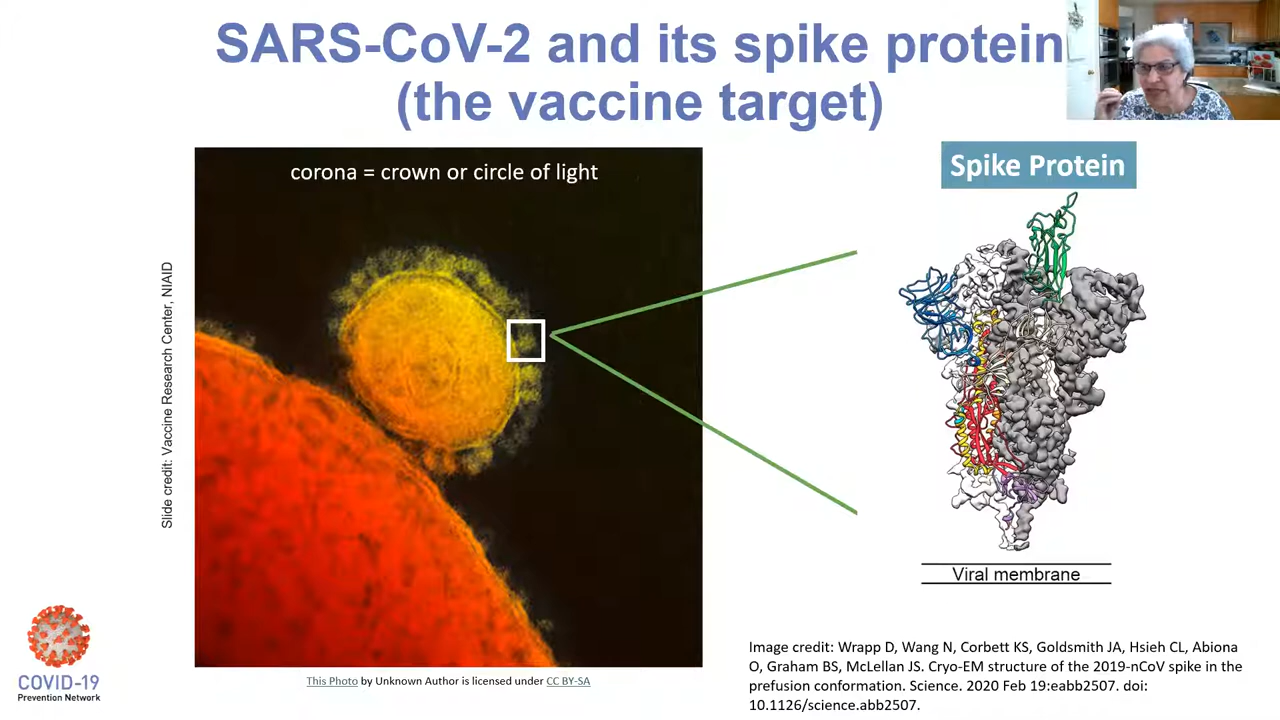 SARS-CoV-2 and its spike protein
(the vaccine target)
corona = crown or circle of light
Slide credit: Vaccine Research Center, NIAID
Spike Protein
Viral membrane
This Photo by Unknown Author is licensed under CC BY-SA
COVID-19
Prevention Network
Image credit: Wrapp D, Wang N, Corbett KS, Goldsmith JA, Hsieh CL, Abiona
O, Graham BS, McLellan JS. Cryo-EM structure of the 2019-nCoV spike in the
prefusion conformation. Science. 2020 Feb 19:eabb2507. doi:
10.1126/science.abb2507.